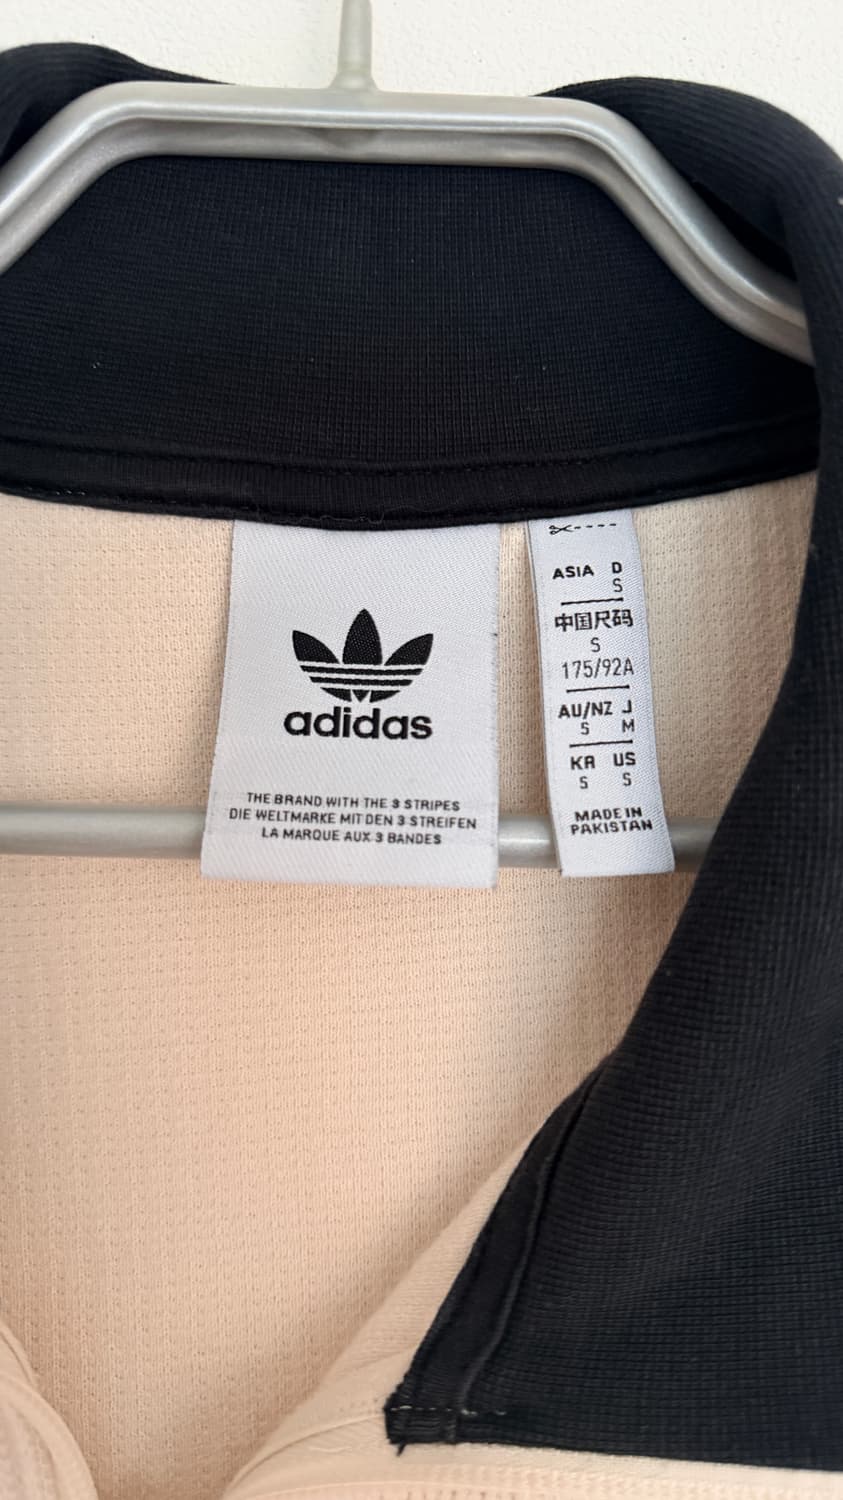 adidas
THE BRAND WITH THE 3 STRIPES
DIE WELTMARKE MIT DEN 3 STREIFEN
LA MARQUE AUX 3 BANDES
ASIA D
S
中国尺码
S
175/92A
AU/NZ J
S M
KR US
S S
MADE IN
PAKISTAN